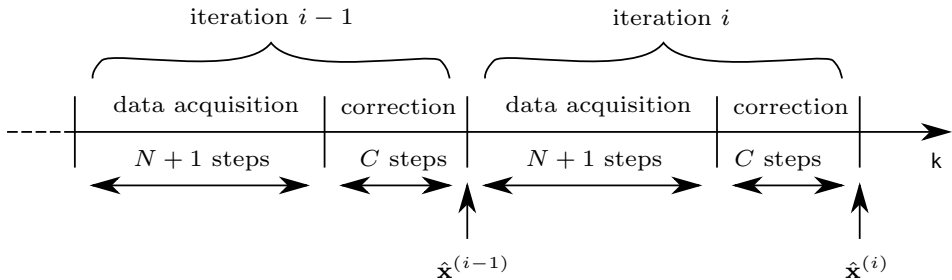 iteration i − 1 iteration i
data acquisition correction data acquisition correction
N + 1 steps C steps N + 1 steps C steps k
x̂^(i−1) x̂^(i)